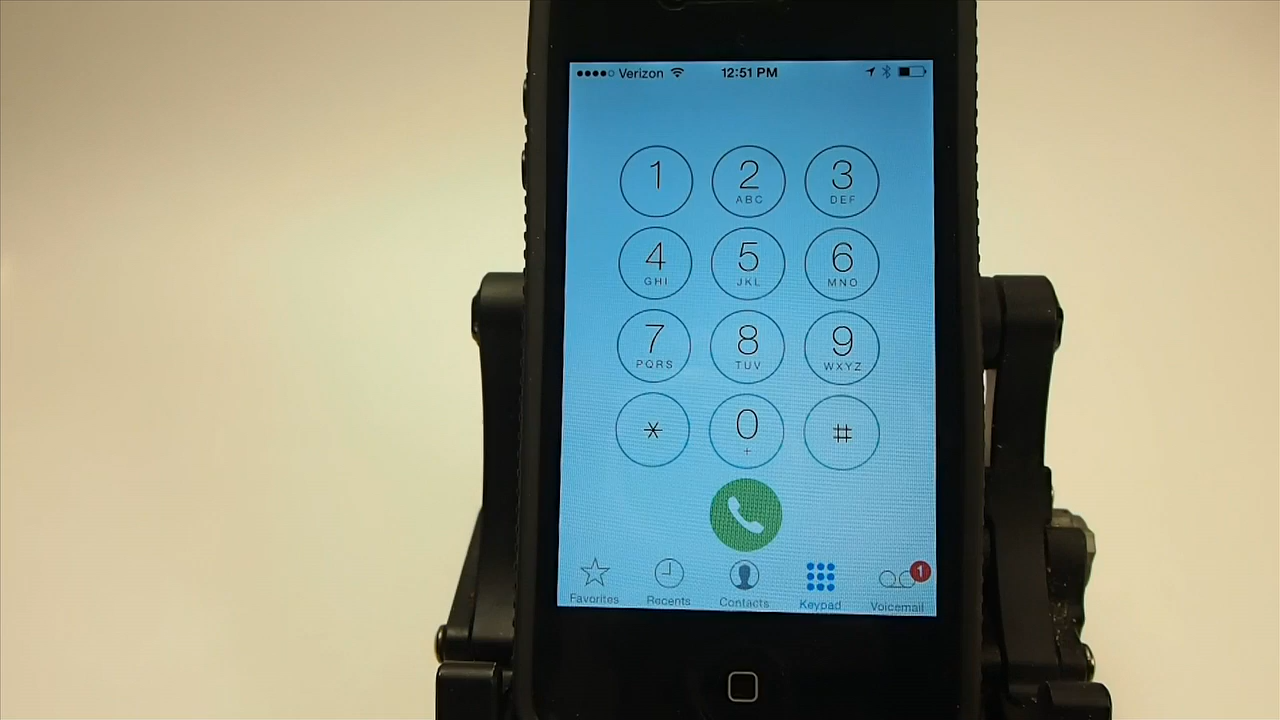 Verizon 12:51 PM
1 2 3
ABC DEF
4 5 6
GHI JKL MNO
7 8 9
PQRS TUV WXYZ
* 0 #
+
1
Favorites Recents Contacts Keypad Voicemail